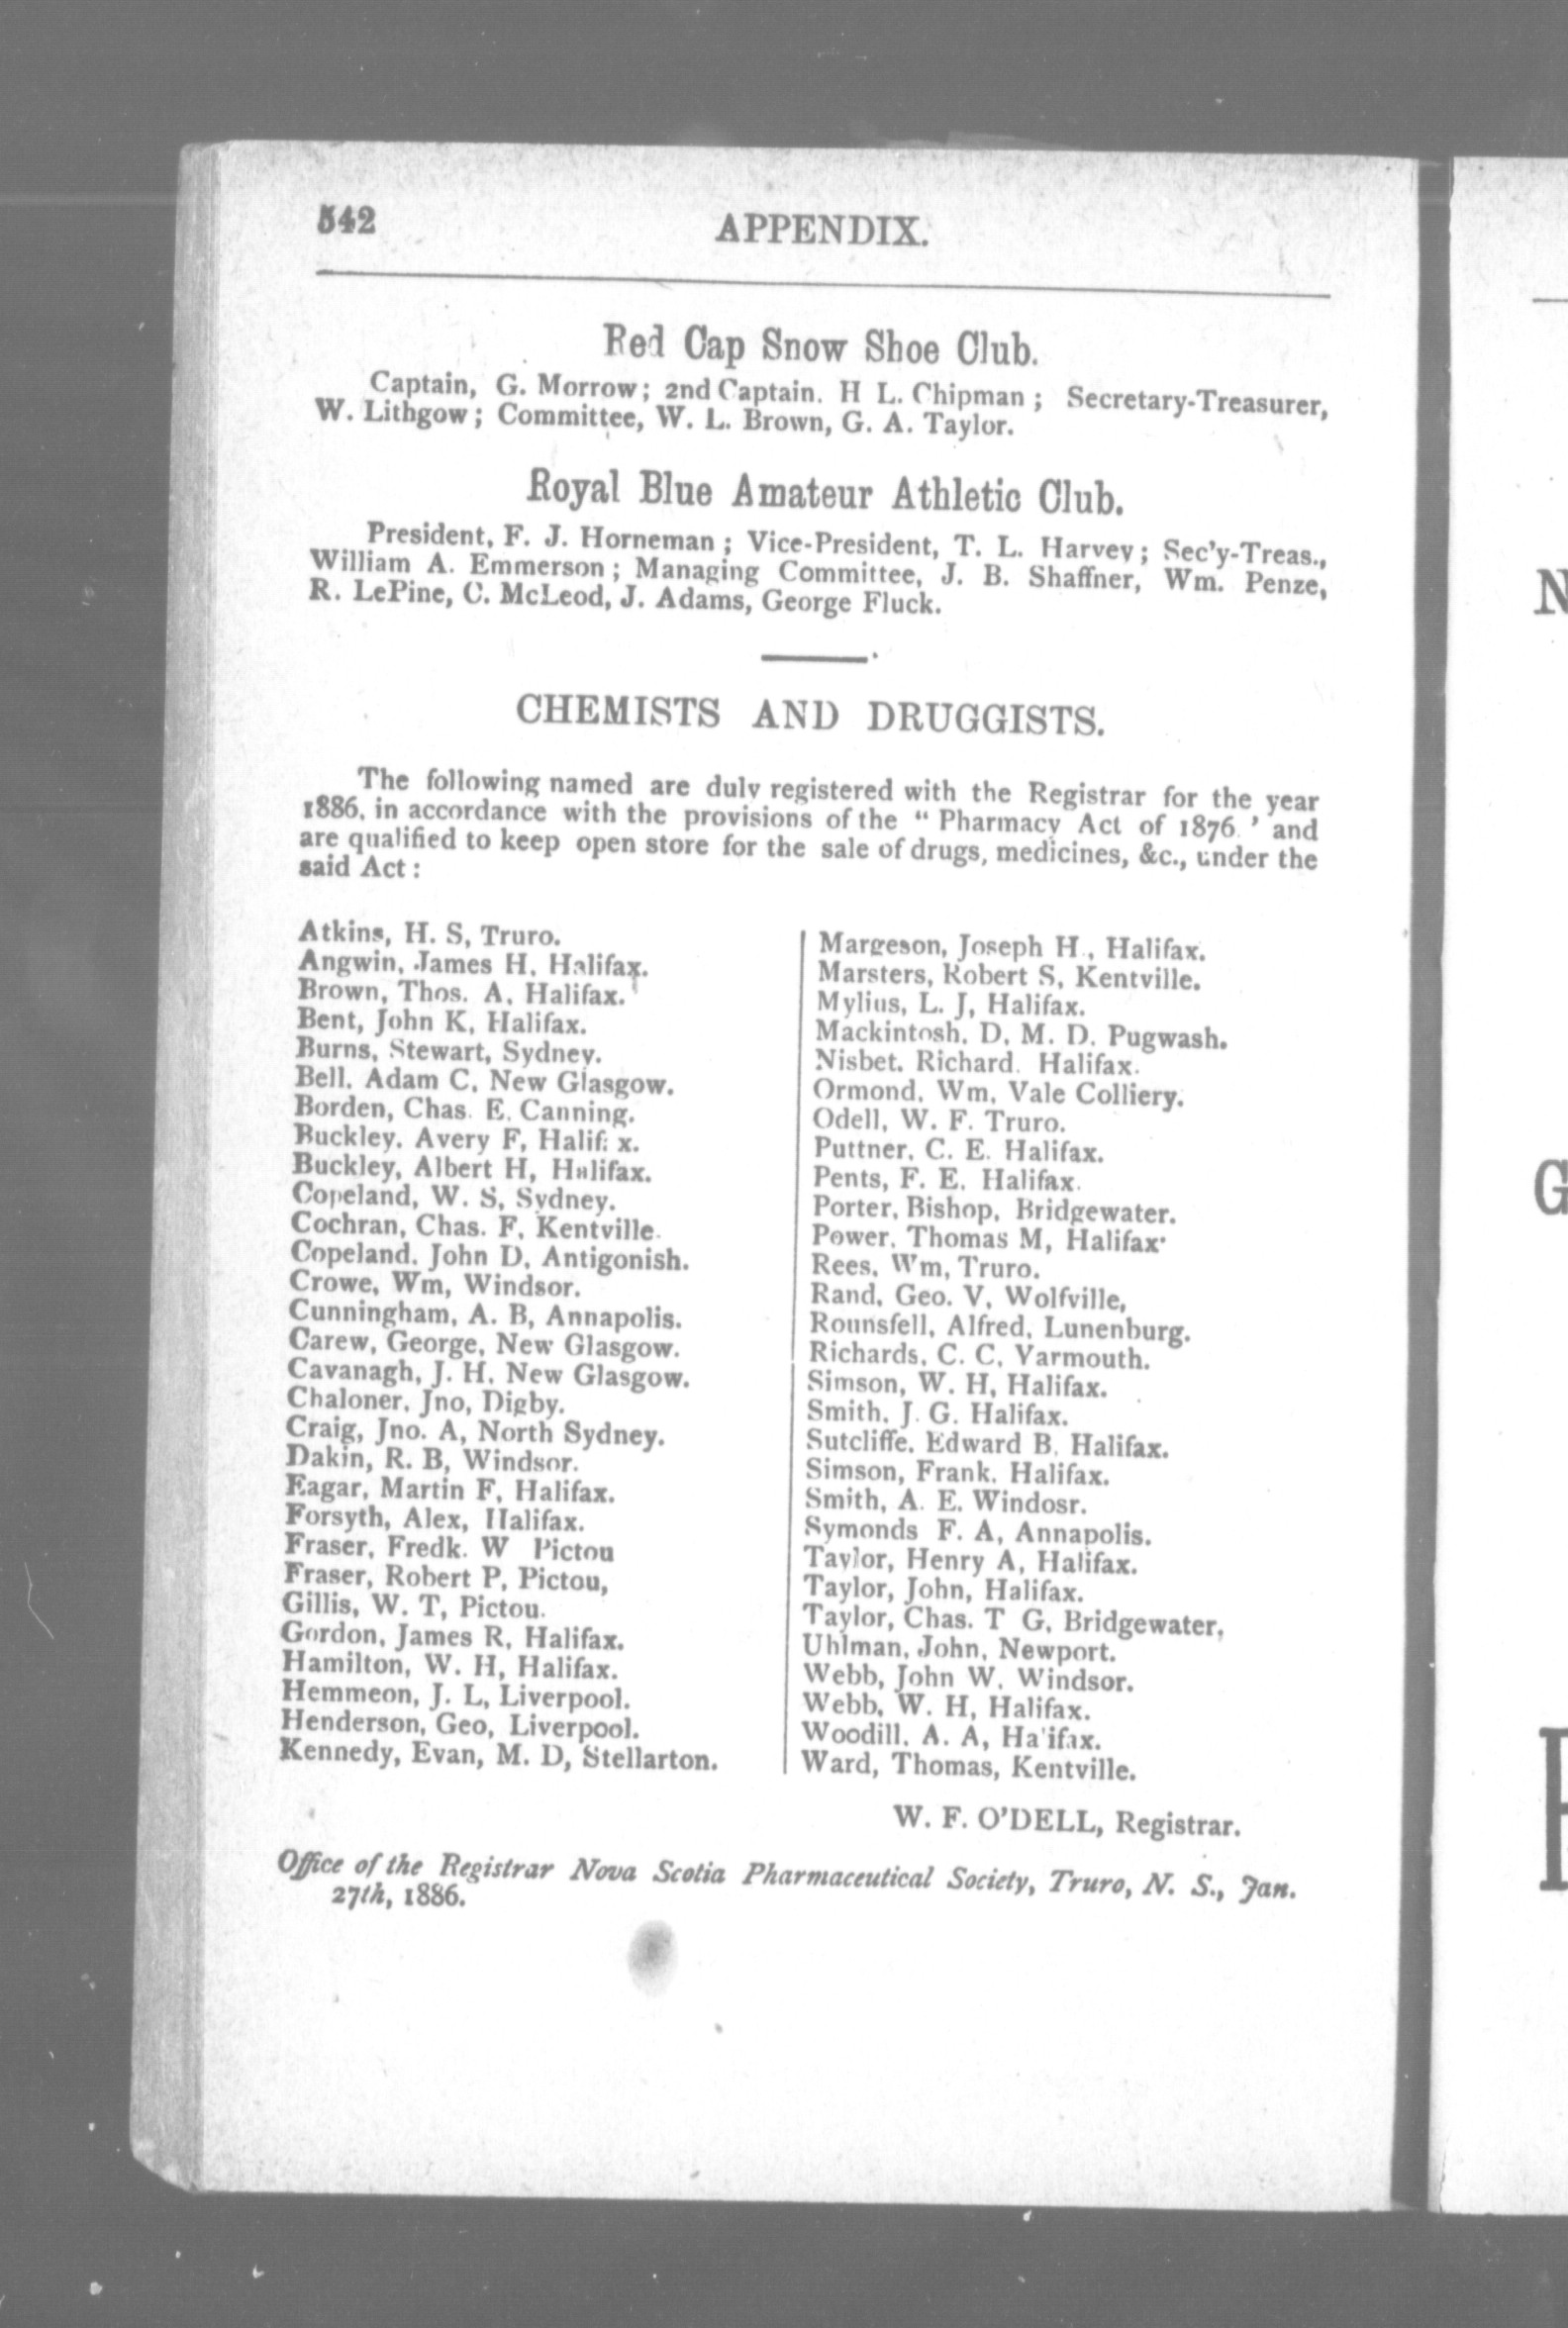 542
APPENDIX.
Red Cap Snow Shoe Club.
Captain, G. Morrow; 2nd Captain. H L. Chipman; Secretary-Treasurer,
W. Lithgow; Committee, W. L. Brown, G. A. Taylor.
Royal Blue Amateur Athletic Club.
President, F. J. Horneman; Vice-President, T. L. Harvey; Sec'y-Treas.,
William A. Emmerson; Managing Committee, J. B. Shaffner, Wm. Penze,
R. LePine, C. McLeod, J. Adams, George Fluck.
CHEMISTS AND DRUGGISTS.
The following named are duly registered with the Registrar for the year
1886. in accordance with the provisions of the "Pharmacy Act of 1876.' and
are qualified to keep open store for the sale of drugs, medicines, &c., under the
said Act:
Atkins, H. S, Truro.
Angwin, James H, Halifax.
Brown, Thos. A, Halifax.
Bent, John K, Halifax.
Burns, Stewart, Sydney.
Bell. Adam C, New Glasgow.
Borden, Chas. E. Canning.
Buckley. Avery F, Halifax.
Buckley, Albert H, Halifax.
Copeland, W. S, Sydney.
Cochran, Chas. F, Kentville.
Copeland. John D, Antigonish.
Crowe, Wm, Windsor.
Cunningham, A. B, Annapolis.
Carew, George, New Glasgow.
Cavanagh, J. H. New Glasgow.
Chaloner, Jno, Digby.
Craig, Jno. A, North Sydney.
Dakin, R. B, Windsor.
Eagar, Martin F, Halifax.
Forsyth, Alex, Halifax.
Fraser, Fredk. W Pictou
Fraser, Robert P, Pictou,
Gillis, W. T, Pictou.
Gordon, James R, Halifax.
Hamilton, W. H, Halifax.
Hemmeon, J. L, Liverpool.
Henderson, Geo, Liverpool.
Kennedy, Evan, M. D, Stellarton.
Margeson, Joseph H., Halifax.
Marsters, Robert S, Kentville.
Mylius, L. J, Halifax.
Mackintosh. D. M. D. Pugwash.
Nisbet. Richard. Halifax.
Ormond, Wm, Vale Colliery.
Odell, W. F. Truro.
Puttner, C. E. Halifax.
Pents, F. E. Halifax.
Porter, Bishop, Bridgewater.
Power. Thomas M, Halifax.
Rees. Wm, Truro.
Rand, Geo. V, Wolfville,
Rounsfell, Alfred, Lunenburg.
Richards, C. C, Yarmouth.
Simson, W. H, Halifax.
Smith. J. G. Halifax.
Sutcliffe. Edward B. Halifax.
Simson, Frank. Halifax.
Smith, A. E. Windosr.
Symonds F. A, Annapolis.
Taylor, Henry A, Halifax.
Taylor, John, Halifax.
Taylor, Chas. T G, Bridgewater,
Uhlman, John, Newport.
Webb, John W. Windsor.
Webb, W. H, Halifax.
Woodill. A. A, Ha'ifax.
Ward, Thomas, Kentville.
W. F. O'DELL, Registrar.
Office of the Registrar Nova Scotia Pharmaceutical Society, Truro, N. S., Jan.
27th, 1886.
N
G